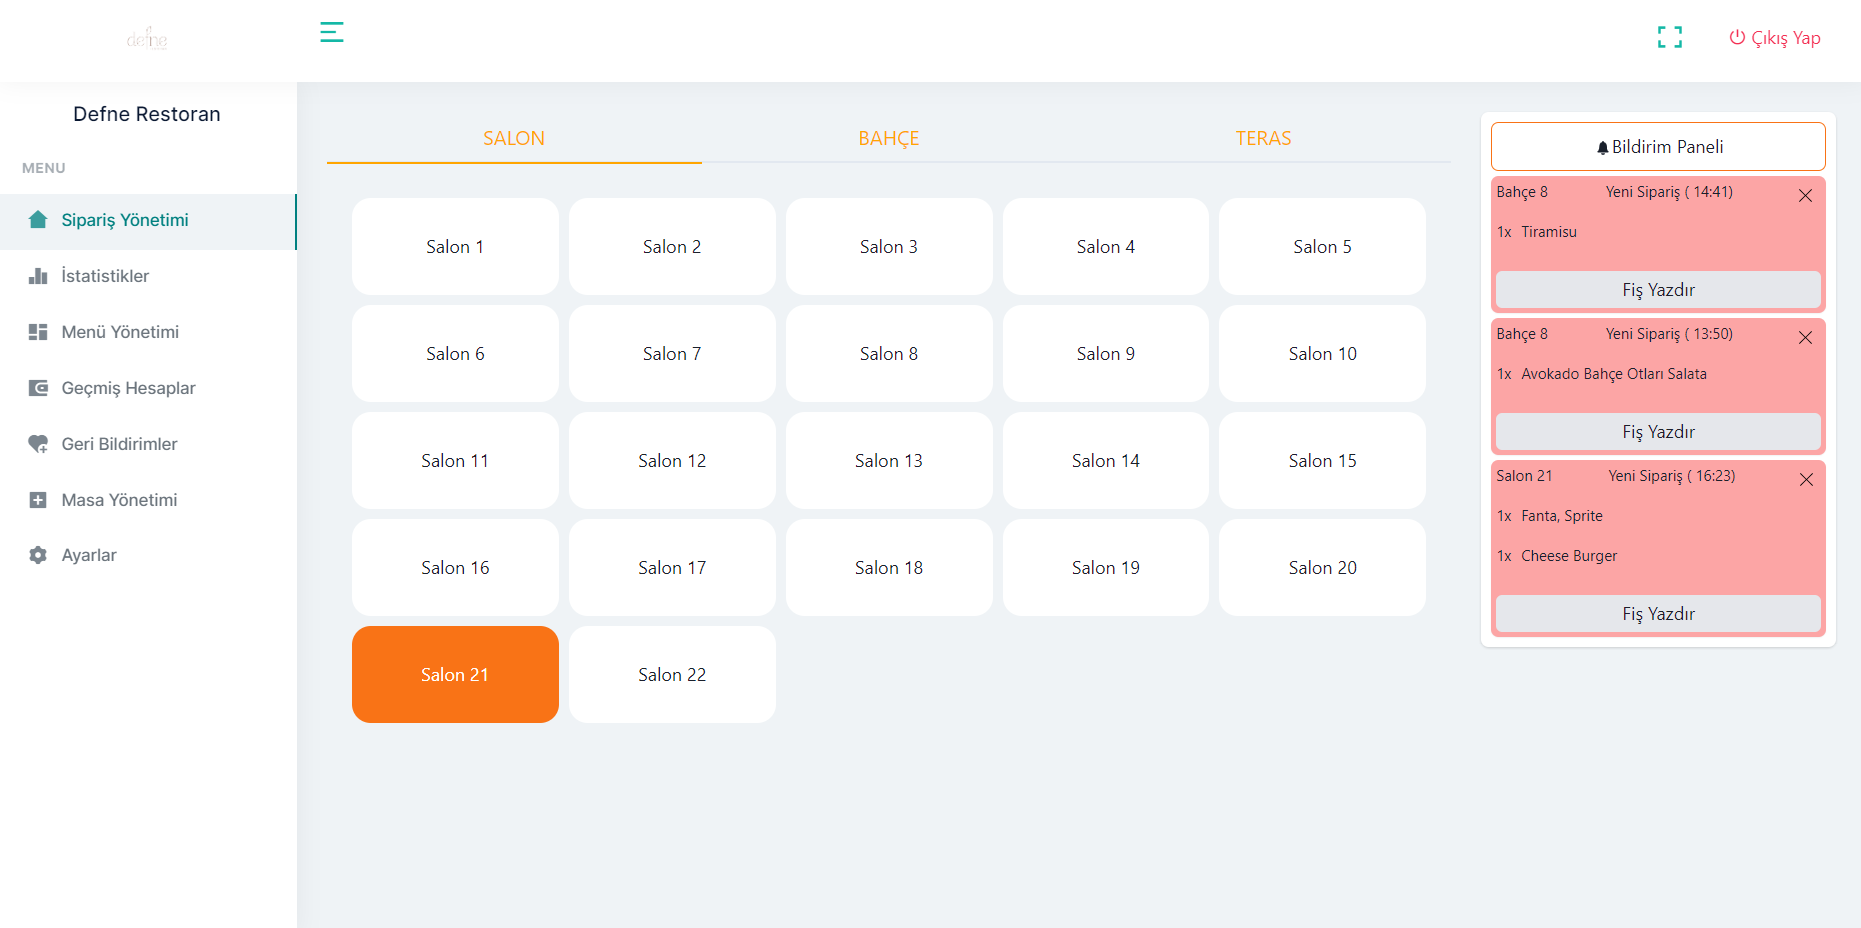 defne
Çıkış Yap
Defne Restoran
MENU
Sipariş Yönetimi
İstatistikler
Menü Yönetimi
Geçmiş Hesaplar
Geri Bildirimler
Masa Yönetimi
Ayarlar
SALON BAHÇE TERAS
Salon 1 Salon 2 Salon 3 Salon 4 Salon 5
Salon 6 Salon 7 Salon 8 Salon 9 Salon 10
Salon 11 Salon 12 Salon 13 Salon 14 Salon 15
Salon 16 Salon 17 Salon 18 Salon 19 Salon 20
Salon 21 Salon 22
Bildirim Paneli
Bahçe 8 Yeni Sipariş ( 14:41)
1x Tiramisu
Fiş Yazdır
Bahçe 8 Yeni Sipariş ( 13:50)
1x Avokado Bahçe Otları Salata
Fiş Yazdır
Salon 21 Yeni Sipariş ( 16:23)
1x Fanta, Sprite
1x Cheese Burger
Fiş Yazdır